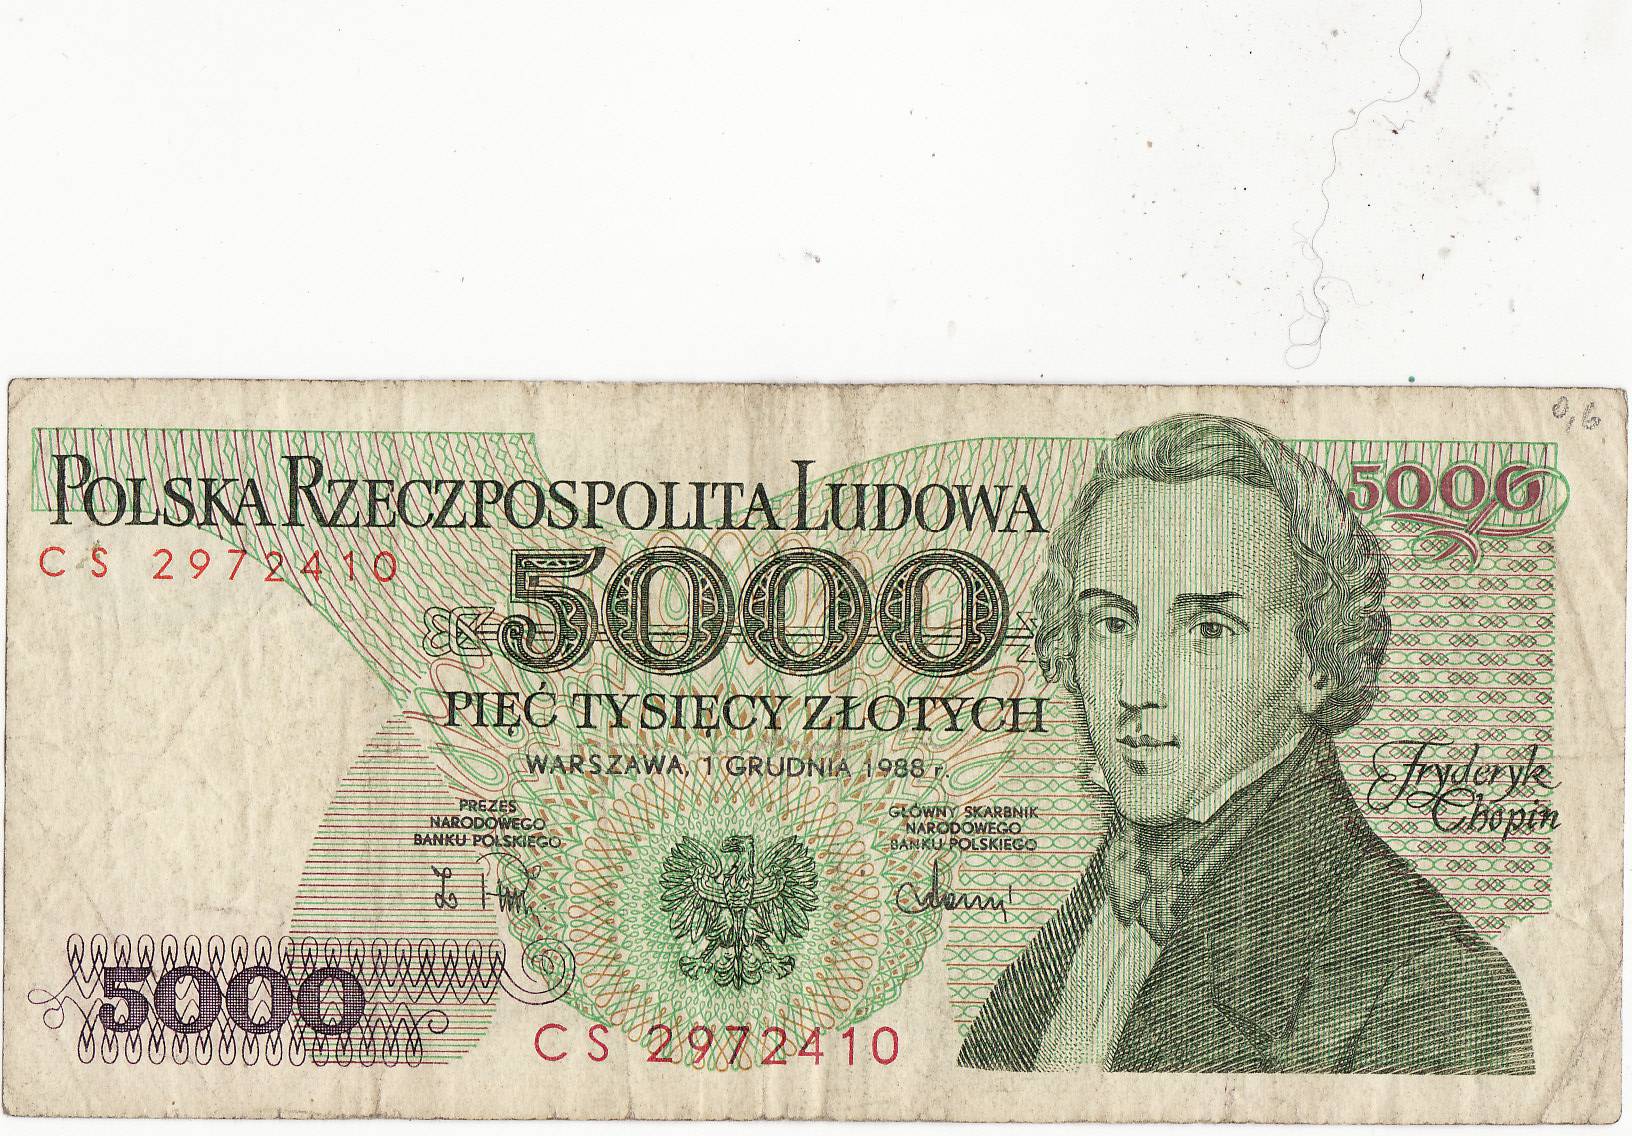 0,6
POLSKA RZECZPOSPOLITA LUDOWA
5000
CS 2972410
5000
PIĘĆ TYSIĘCY ZŁOTYCH
WARSZAWA, 1 GRUDNIA 1988 r.
Fryderyk
Chopin
PREZES
NARODOWEGO
BANKU POLSKIEGO
GŁÓWNY SKARBNIK
NARODOWEGO
BANKU POLSKIEGO
5000
CS 2972410